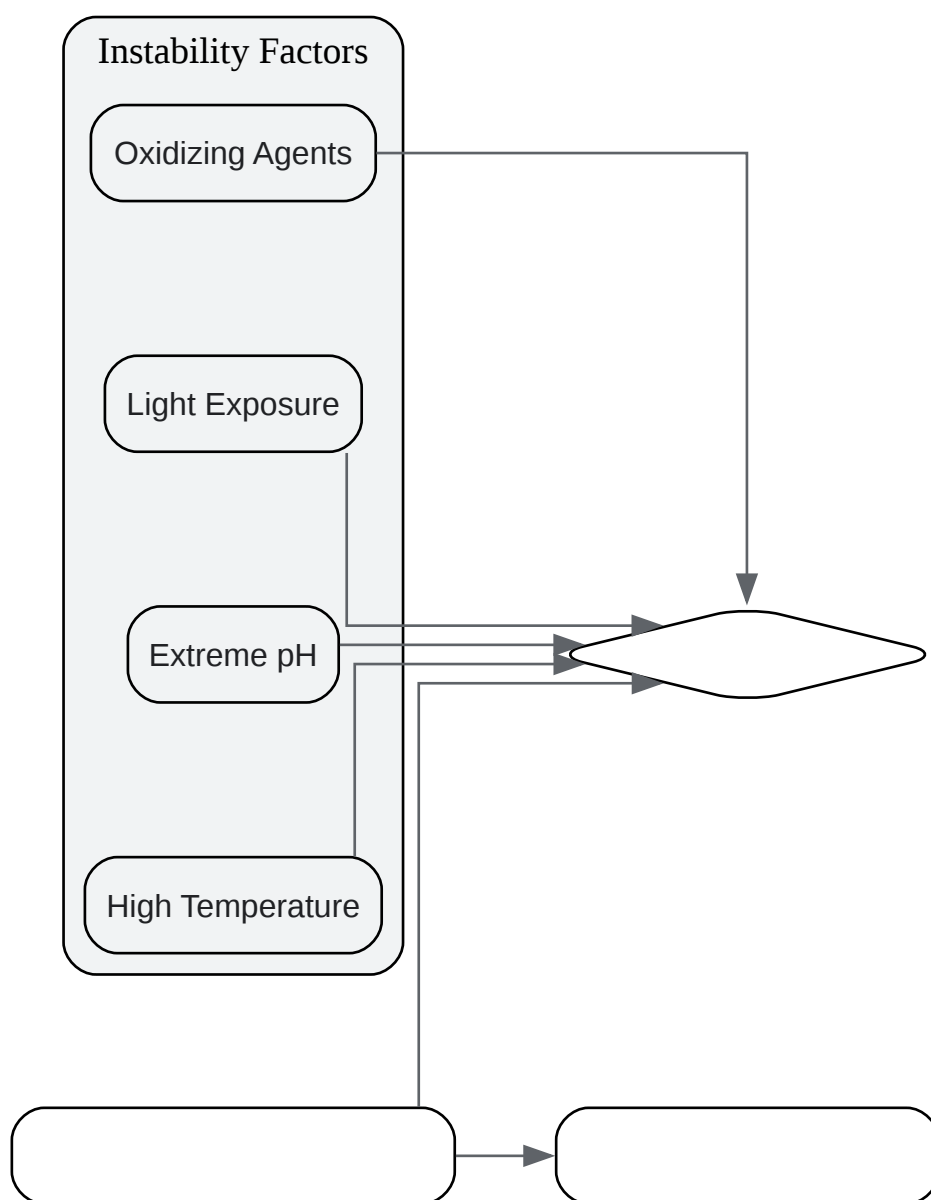 Instability Factors
Oxidizing Agents
Light Exposure
Extreme pH
High Temperature